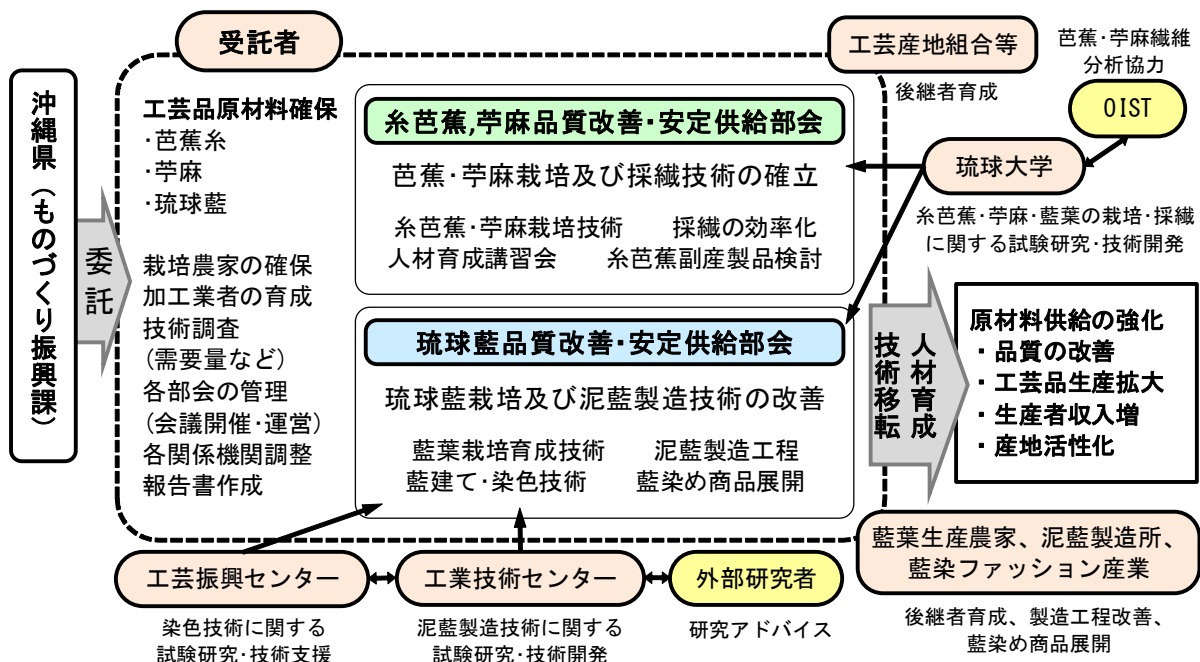 受託者
工芸産地組合等
後継者育成
芭蕉･苧麻繊維
分析協力
OIST
琉球大学
糸芭蕉･苧麻･藍葉の栽培･採繊
に関する試験研究･技術開発
沖縄県（ものづくり振興課）
委託
工芸品原材料確保
･芭蕉糸
･苧麻
･琉球藍
栽培農家の確保
加工業者の育成
技術調査
(需要量など)
各部会の管理
(会議開催･運営)
各関係機関調整
報告書作成
糸芭蕉,苧麻品質改善･安定供給部会
芭蕉･苧麻栽培及び採繊技術の確立
糸芭蕉･苧麻栽培技術 採繊の効率化
人材育成講習会 糸芭蕉副産製品検討
琉球藍品質改善･安定供給部会
琉球藍栽培及び泥藍製造技術の改善
藍葉栽培育成技術 泥藍製造工程
藍建て･染色技術 藍染め商品展開
人材育成
技術移転
原材料供給の強化
・品質の改善
・工芸品生産拡大
・生産者収入増
・産地活性化
工芸振興センター
染色技術に関する
試験研究･技術支援
工業技術センター
泥藍製造技術に関する
試験研究･技術開発
外部研究者
研究アドバイス
藍葉生産農家、泥藍製造所、
藍染ファッション産業
後継者育成、製造工程改善、
藍染め商品展開